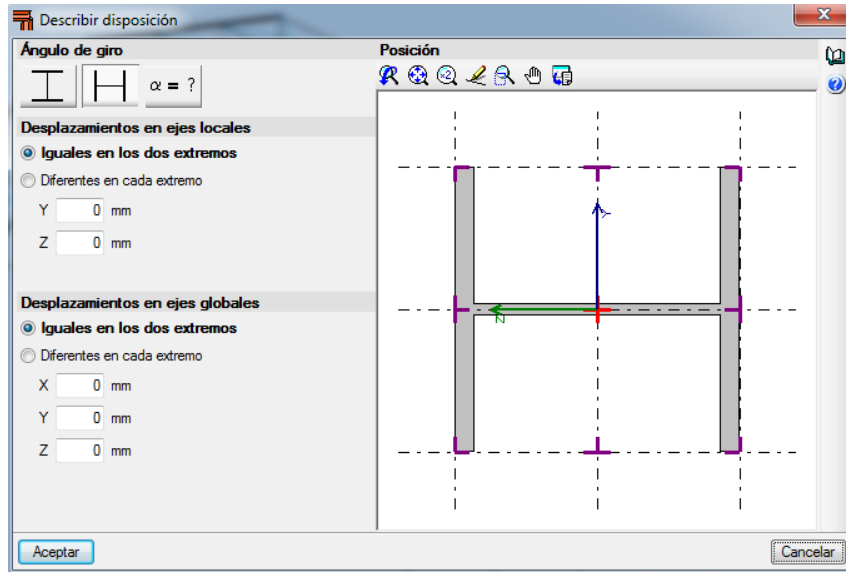 Describir disposición
Ángulo de giro
α = ?
Desplazamientos en ejes locales
Iguales en los dos extremos
Diferentes en cada extremo
Y 0 mm
Z 0 mm
Desplazamientos en ejes globales
Iguales en los dos extremos
Diferentes en cada extremo
X 0 mm
Y 0 mm
Z 0 mm
Posición
x2
Y
Z
Aceptar
Cancelar